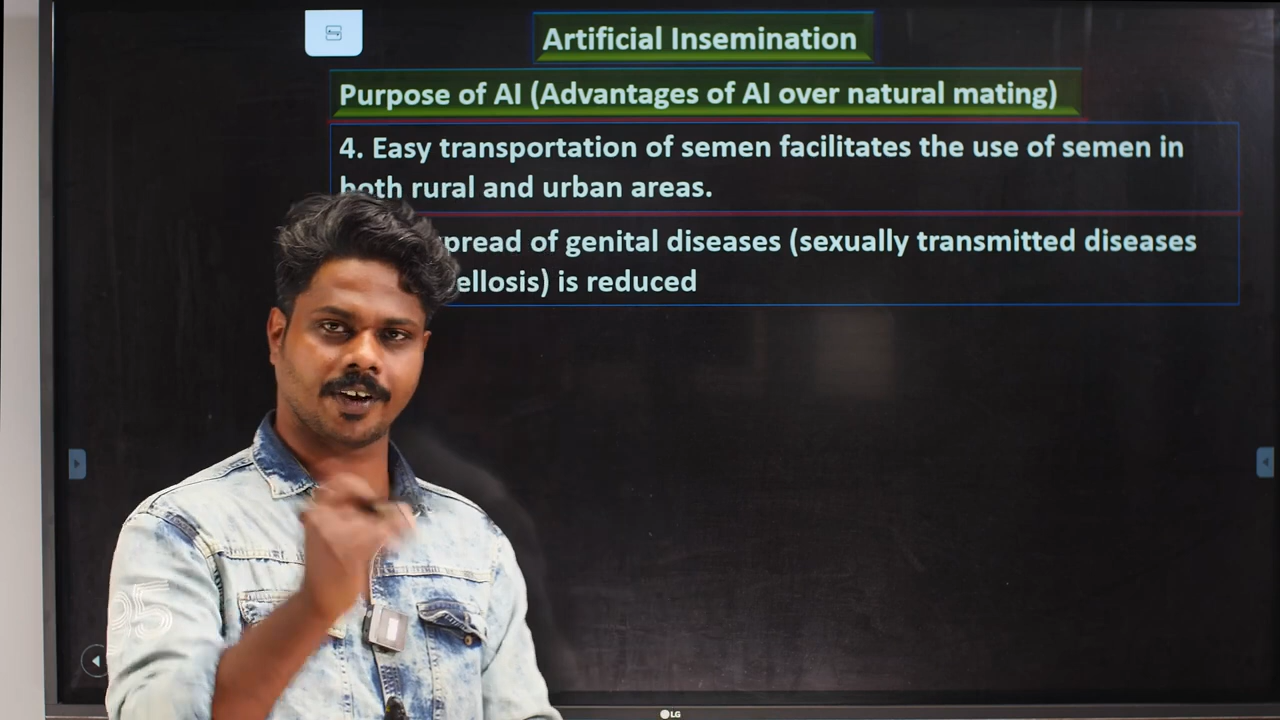 Artificial Insemination
Purpose of AI (Advantages of AI over natural mating)
4. Easy transportation of semen facilitates the use of semen in
both rural and urban areas.
pread of genital diseases (sexually transmitted diseases
ellosis) is reduced
95
LG